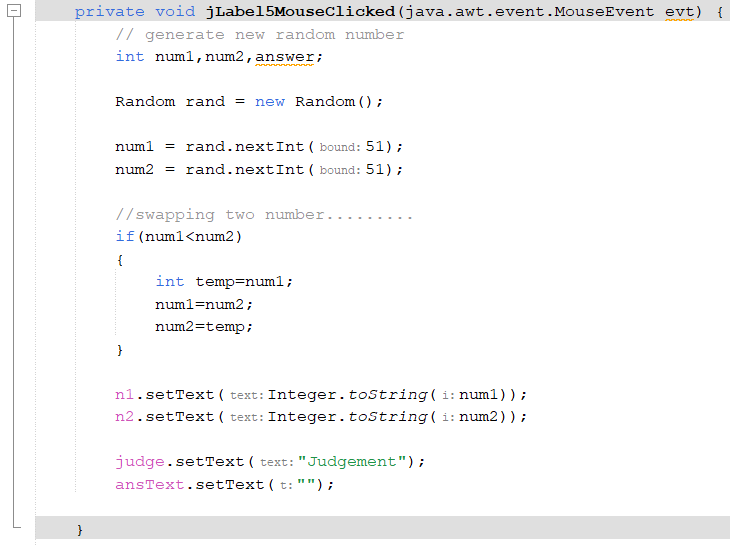 private void jLabel5MouseClicked(java.awt.event.MouseEvent evt) {
// generate new random number
int num1,num2,answer;
Random rand = new Random();
num1 = rand.nextInt( bound: 51);
num2 = rand.nextInt( bound: 51);
//swapping two number.........
if(num1<num2)
{
int temp=num1;
num1=num2;
num2=temp;
}
n1.setText( text: Integer.toString( i: num1));
n2.setText( text: Integer.toString( i: num2));
judge.setText( text: "Judgement");
ansText.setText( t: "");
}